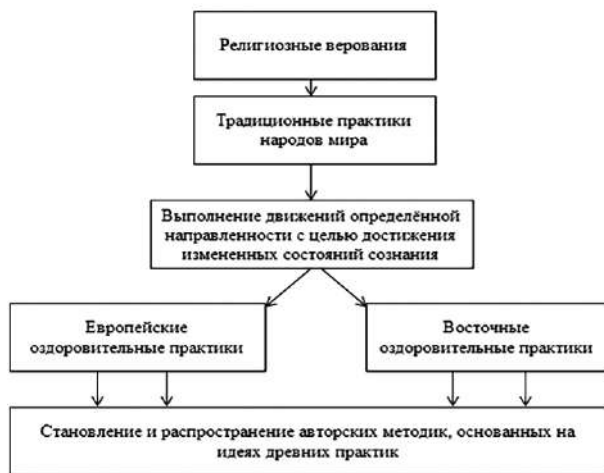 Религиозные верования
Традиционные практики
народов мира
Выполнение движений определённой
направленности с целью достижения
измененных состояний сознания
Европейские
оздоровительные практики
Восточные
оздоровительные практики
Становление и распространение авторских методик, основанных на
идеях древних практик